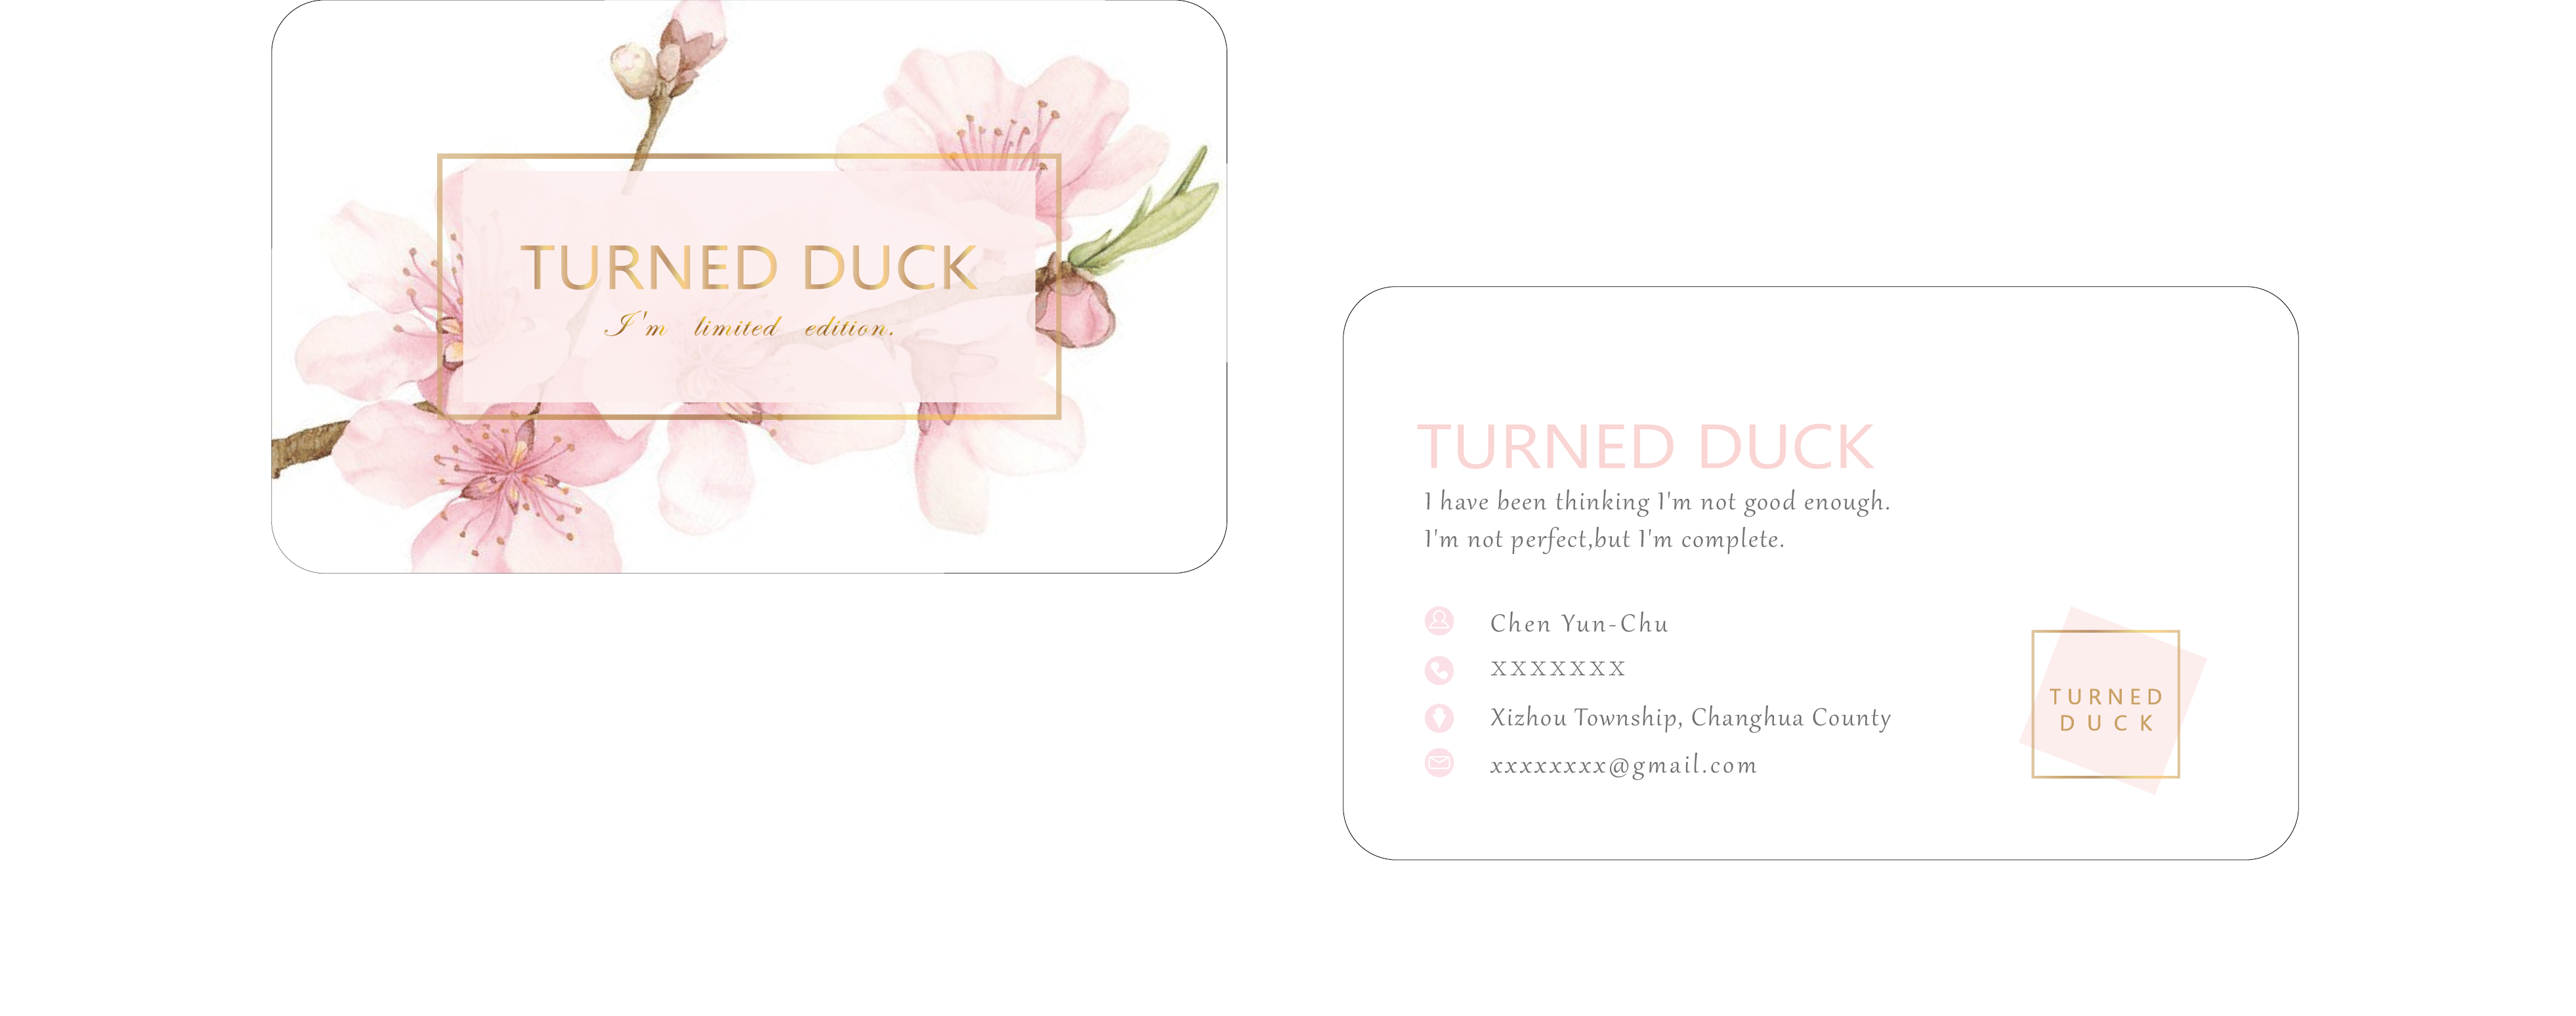 TURNED DUCK
I'm limited edition.
TURNED DUCK
I have been thinking I'm not good enough.
I'm not perfect,but I'm complete.
Chen Yun-Chu
XXXXXXX
Xizhou Township, Changhua County
xxxxxxxx@gmail.com
TURNED
DUCK